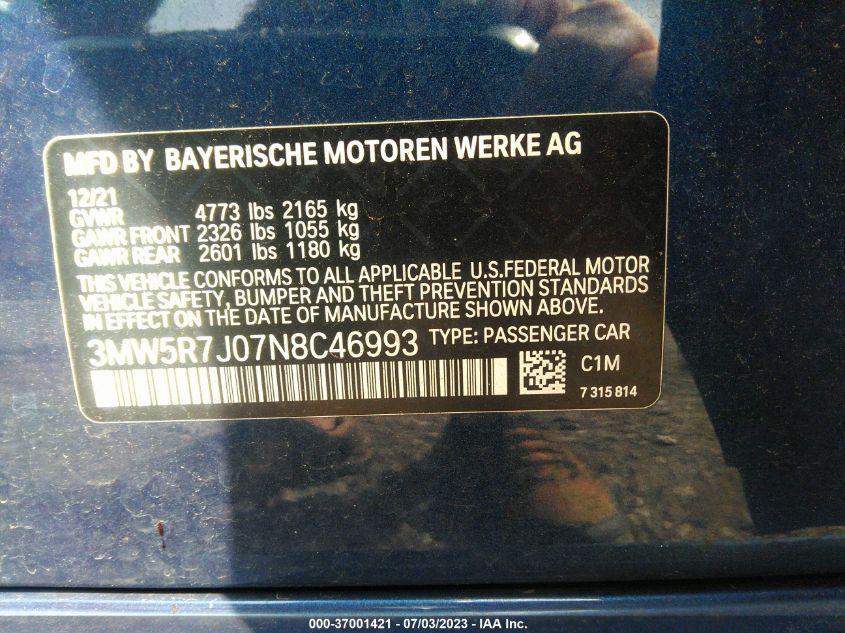 MFD BY BAYERISCHE MOTOREN WERKE AG
12/21
GVWR 4773 lbs 2165 kg
GAWR FRONT 2326 lbs 1055 kg
GAWR REAR 2601 lbs 1180 kg
THIS VEHICLE CONFORMS TO ALL APPLICABLE U.S.FEDERAL MOTOR
VEHICLE SAFETY, BUMPER AND THEFT PREVENTION STANDARDS
IN EFFECT ON THE DATE OF MANUFACTURE SHOWN ABOVE.
3MW5R7J07N8C46993 TYPE: PASSENGER CAR
C1M
7 315 814
000-37001421 - 07/03/2023 - IAA Inc.